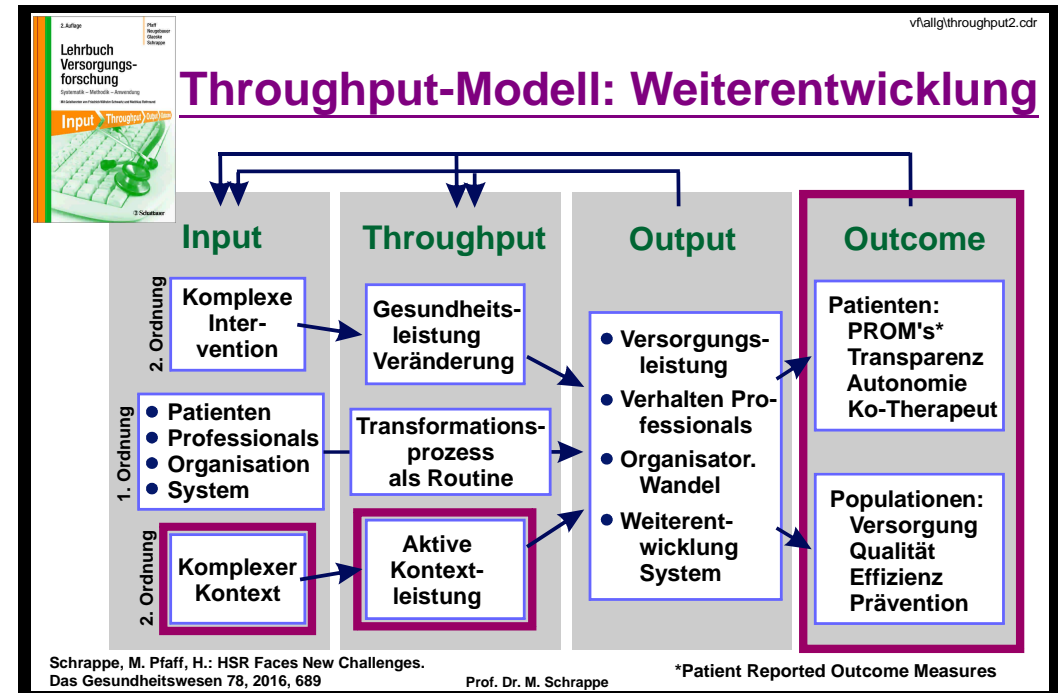 vf\allg\throughput2.cdr
2. Auflage
Pfaff
Neugebauer
Glaeske
Schrappe
Lehrbuch
Versorgungs-
forschung
Systematik – Methodik – Anwendung
Input
Throughput
Output
Schattauer
Throughput-Modell: Weiterentwicklung
Input
Throughput
Output
Outcome
2. Ordnung
Komplexe
Inter-
vention
Gesundheits-
leistung
Veränderung
1. Ordnung
Patienten
Professionals
Organisation
System
Transformations-
prozess
als Routine
2. Ordnung
Komplexer
Kontext
Aktive
Kontext-
leistung
Versorgungs-
leistung
Verhalten Pro-
fessionals
Organisator.
Wandel
Weiterent-
wicklung
System
Patienten:
PROM's*
Transparenz
Autonomie
Ko-Therapeut
Populationen:
Versorgung
Qualität
Effizienz
Prävention
Schrappe, M. Pfaff, H.: HSR Faces New Challenges.
Das Gesundheitswesen 78, 2016, 689
Prof. Dr. M. Schrappe
*Patient Reported Outcome Measures